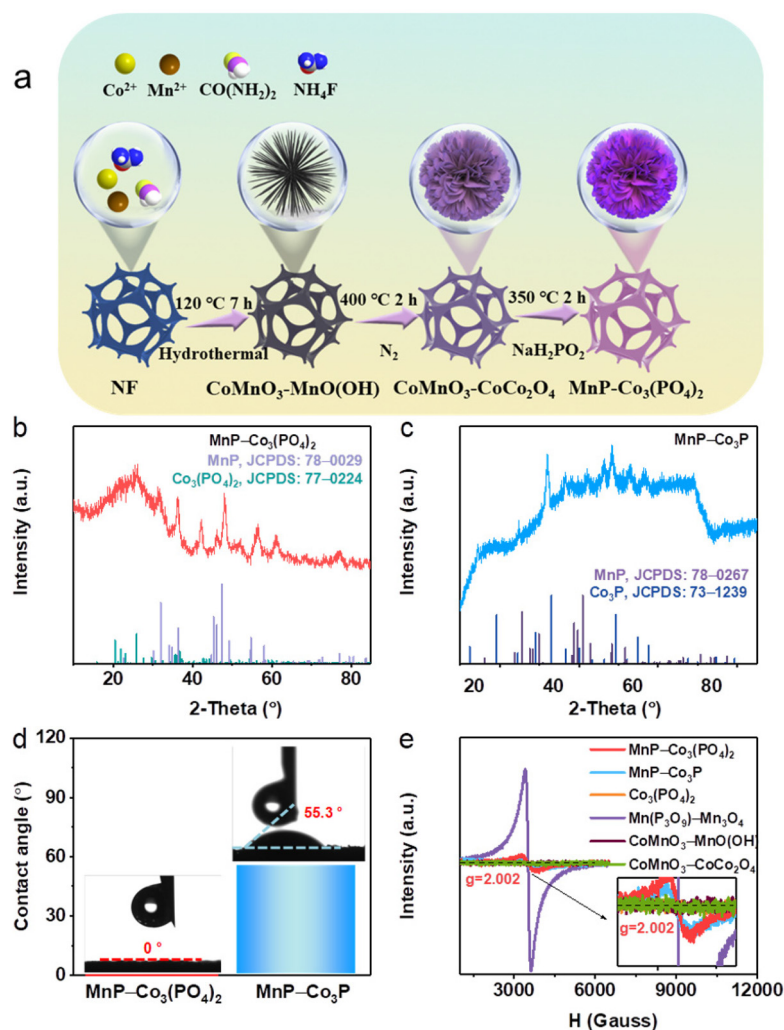 a
Co²⁺ Mn²⁺ CO(NH₂)₂ NH₄F
120 °C 7 h 400 °C 2 h 350 °C 2 h
Hydrothermal N₂ NaH₂PO₂
NF CoMnO₃-MnO(OH) CoMnO₃-CoCo₂O₄ MnP-Co₃(PO₄)₂
b
MnP–Co₃(PO₄)₂
MnP, JCPDS: 78–0029
Co₃(PO₄)₂, JCPDS: 77–0224
Intensity (a.u.)
20 40 60 80
2-Theta (°)
c
MnP–Co₃P
MnP, JCPDS: 78–0267
Co₃P, JCPDS: 73–1239
Intensity (a.u.)
40 60 80
2-Theta (°)
d
Contact angle (°)
120
90
60
30
0
55.3 °
0 °
MnP–Co₃(PO₄)₂ MnP–Co₃P
e
MnP–Co₃(PO₄)₂
MnP–Co₃P
Co₃(PO₄)₂
Mn(P₃O₉)–Mn₃O₄
CoMnO₃–MnO(OH)
CoMnO₃–CoCo₂O₄
g=2.002
g=2.002
Intensity (a.u.)
3000 6000 9000 12000
H (Gauss)